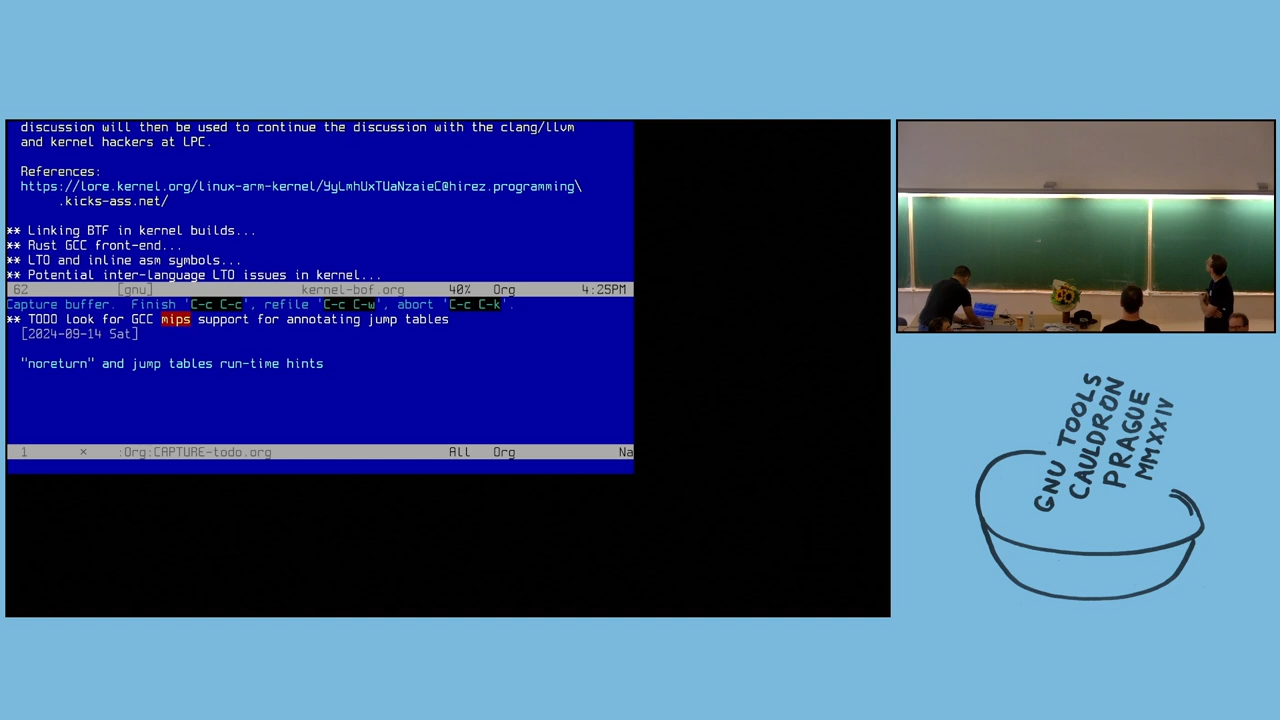 discussion will then be used to continue the discussion with the clang/llvm
and kernel hackers at LPC.
References:
https://lore.kernel.org/linux-arm-kernel/YyLmhUxTUaNzaieC@hirez.programming\
.kicks-ass.net/
** Linking BTF in kernel builds...
** Rust GCC front-end...
** LTO and inline asm symbols...
** Potential inter-language LTO issues in kernel...
62 [gnu] kernel-bof.org 40% Org 4:25PM
Capture buffer. Finish 'C-c C-c', refile 'C-c C-w', abort 'C-c C-k'.
** TODO look for GCC mips support for annotating jump tables
[2024-09-14 Sat]
"noreturn" and jump tables run-time hints
1 × :Org:CAPTURE-todo.org All Org Na
GNU TOOLS
CAULDRON
PRAGUE
MMXXIV